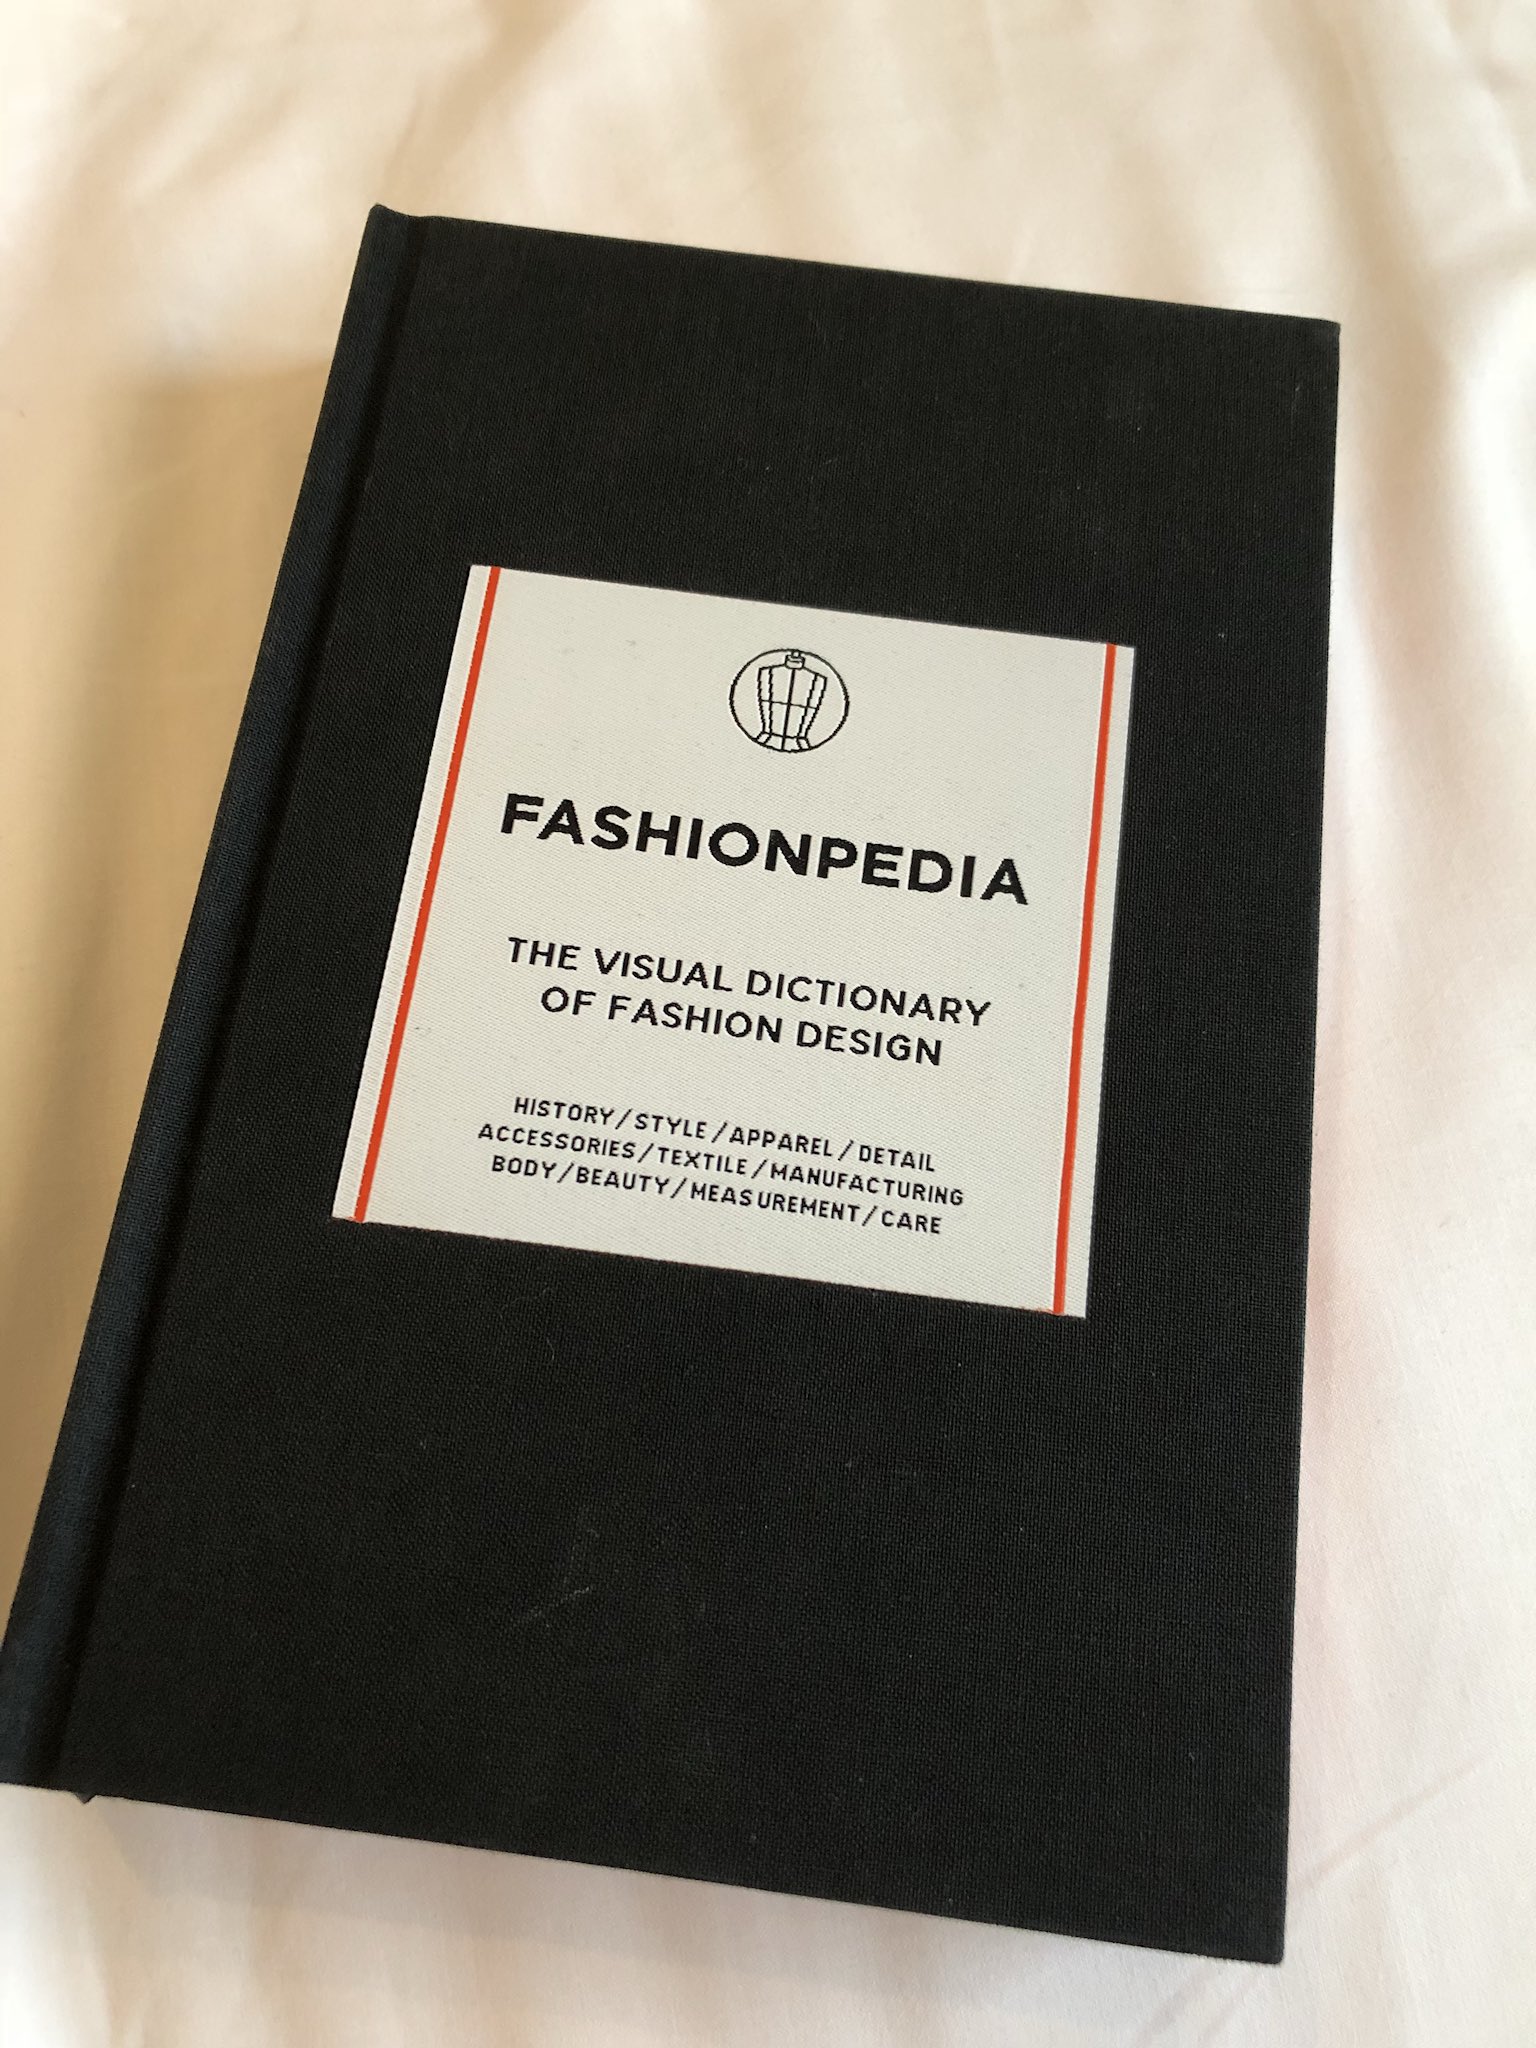 FASHIONPEDIA
THE VISUAL DICTIONARY
OF FASHION DESIGN
HISTORY/STYLE/APPAREL/DETAIL
ACCESSORIES/TEXTILE/MANUFACTURING
BODY/BEAUTY/MEASUREMENT/CARE